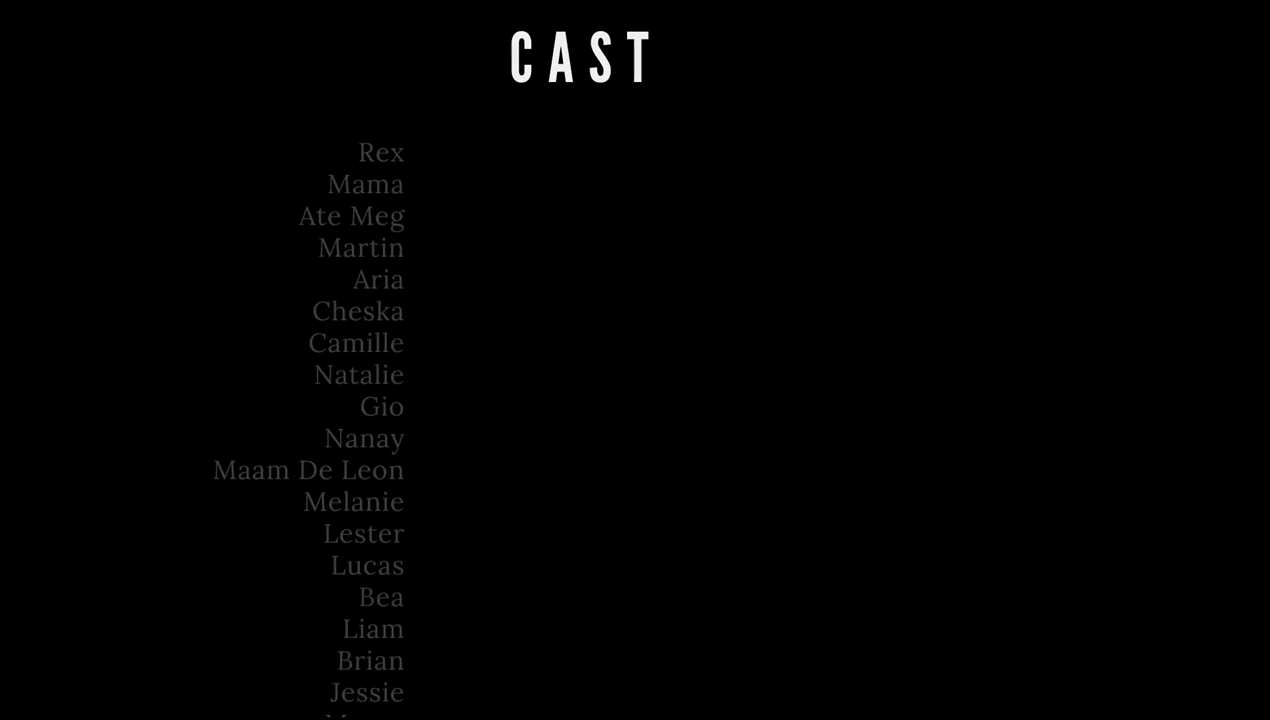 CAST
Rex
Mama
Ate Meg
Martin
Aria
Cheska
Camille
Natalie
Gio
Nanay
Maam De Leon
Melanie
Lester
Lucas
Bea
Liam
Brian
Jessie